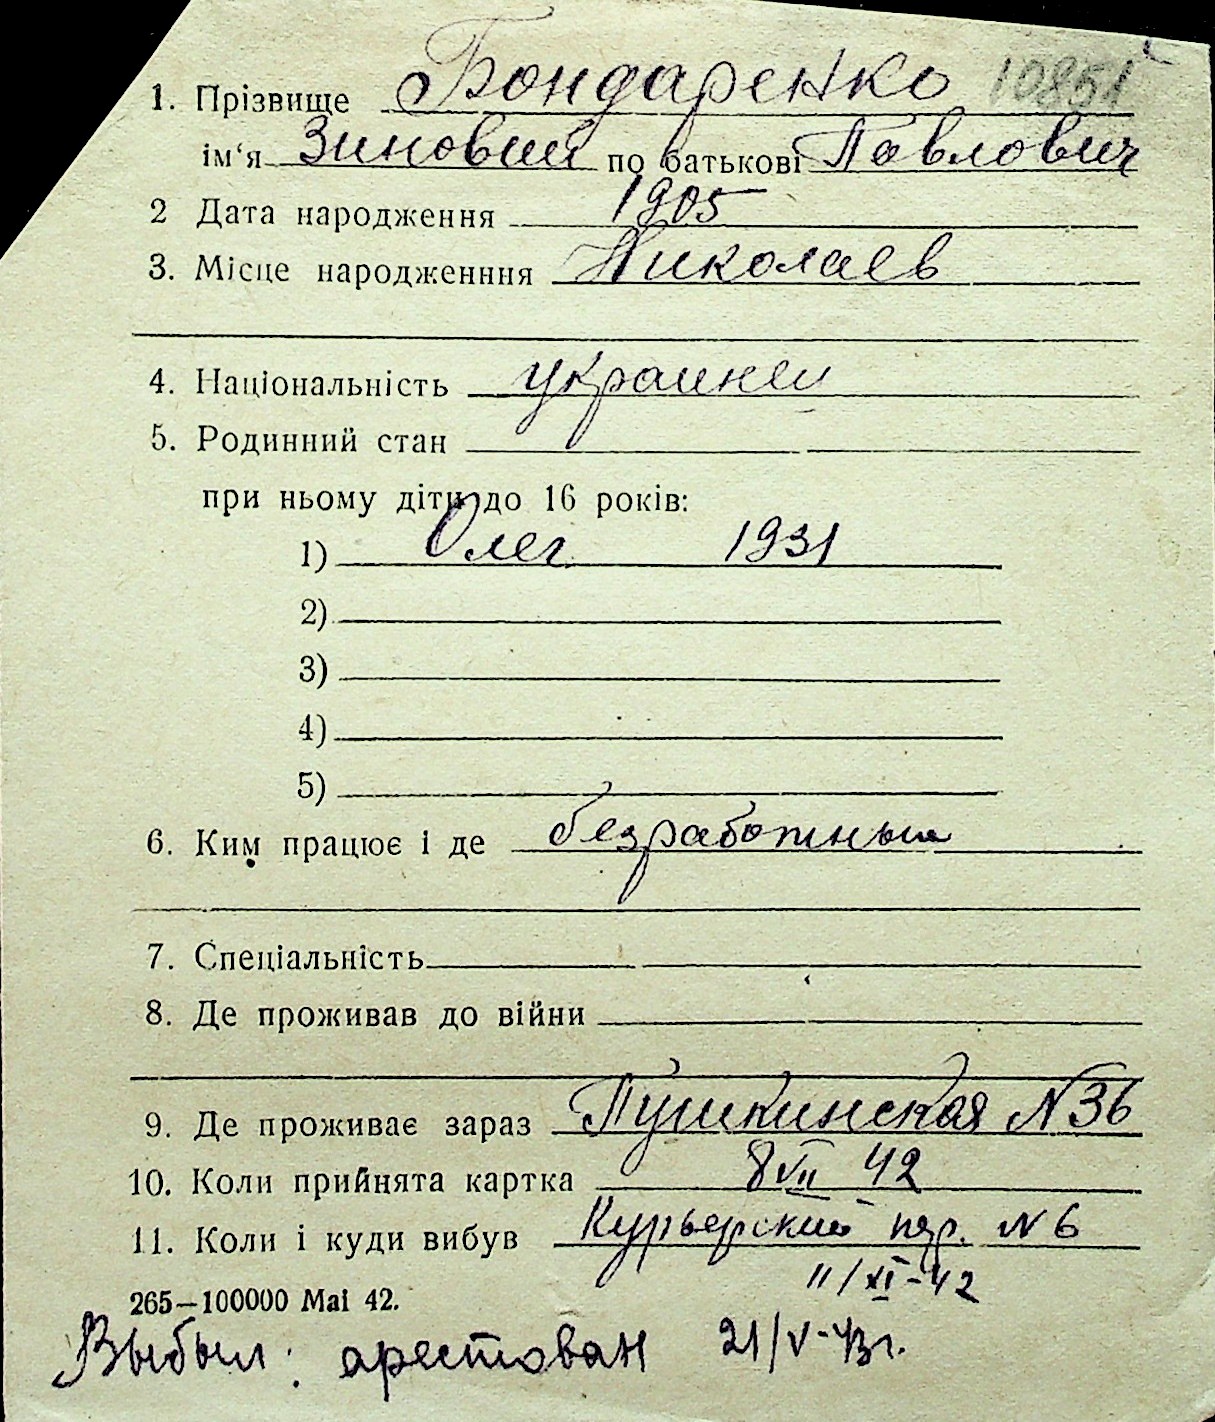 1. Прізвище Бондаренко 10851
ім‘я Зиновий по батькові Павлович
2 Дата народження 1905
3. Місце народженння Николаев
4. Національність украинец
5. Родинний стан
при ньому діти до 16 років:
1) Олег 1931
2)
3)
4)
5)
6. Ким працює і де безработный
7. Спеціальність
8. Де проживав до війни
9. Де проживає зараз Пушкинская N 36
10. Коли прийнята картка 8 VII 42
11. Коли і куди вибув Курьерский пер. N 6
11/XI-42
265—100000 Mai 42.
Выбыл: арестован 21/V-43г.